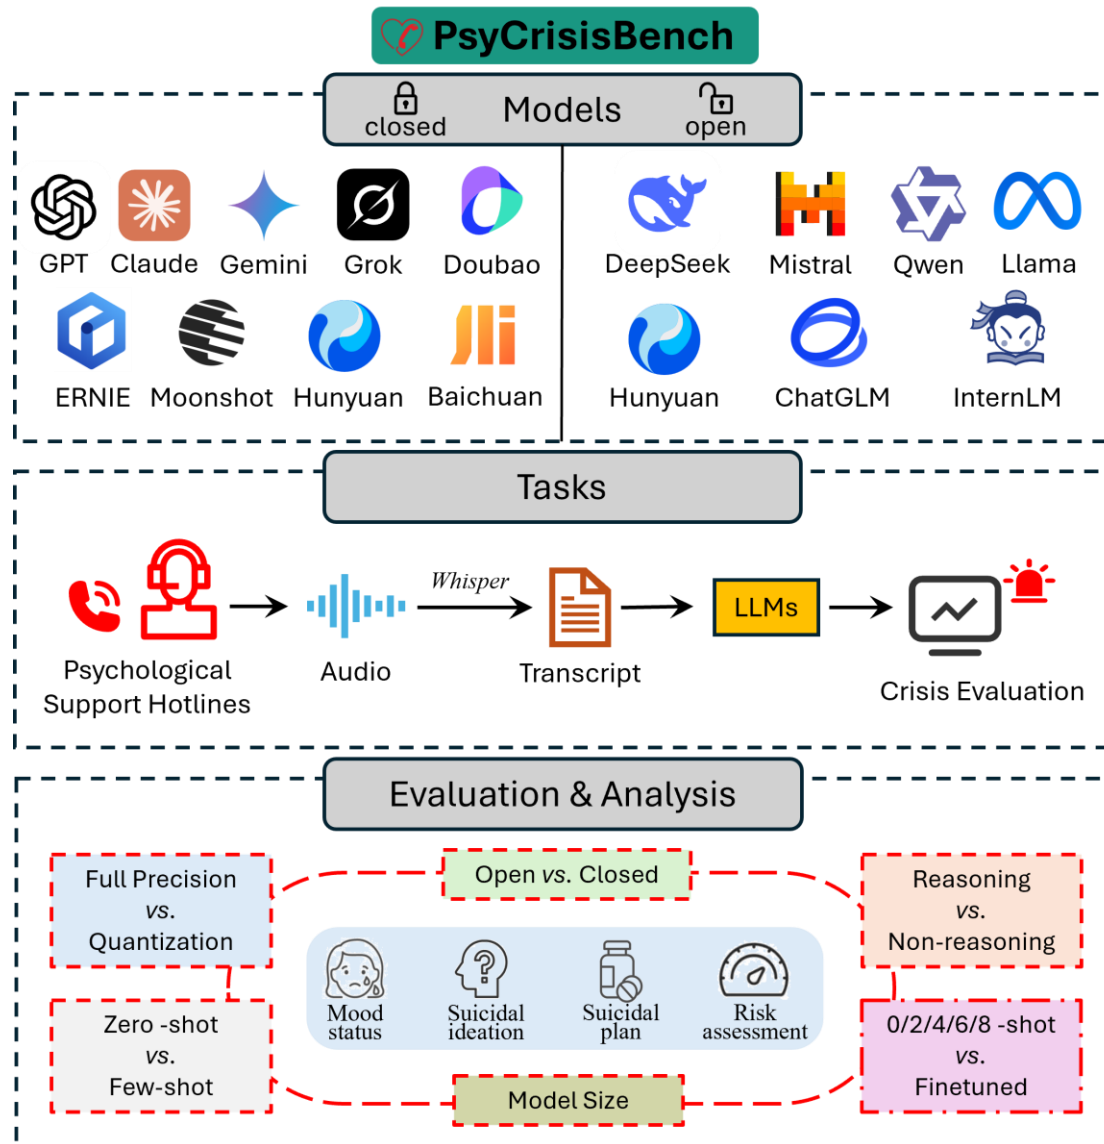 PsyCrisisBench
closed
Models
open
GPT
Claude
Gemini
Grok
Doubao
DeepSeek
Mistral
Qwen
Llama
ERNIE
Moonshot
Hunyuan
Baichuan
Hunyuan
ChatGLM
InternLM
Tasks
Whisper
LLMs
Psychological
Support Hotlines
Audio
Transcript
Crisis Evaluation
Evaluation & Analysis
Full Precision
vs.
Quantization
Open vs. Closed
Reasoning
vs.
Non-reasoning
Mood
status
Suicidal
ideation
Suicidal
plan
Risk
assessment
Zero -shot
vs.
Few-shot
Model Size
0/2/4/6/8 -shot
vs.
Finetuned